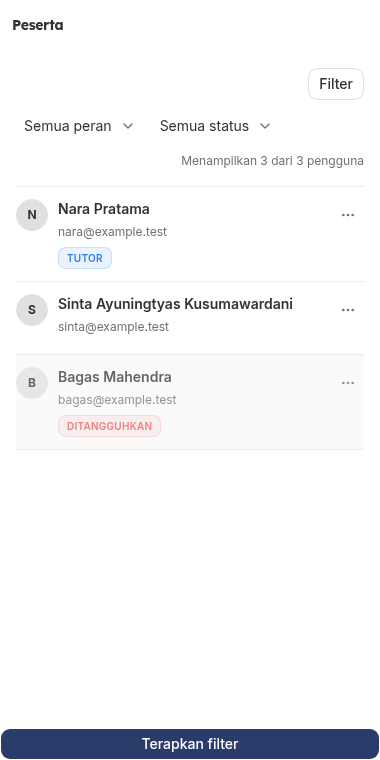 Peserta
Filter
Semua peran
Semua status
Menampilkan 3 dari 3 pengguna
N
Nara Pratama
nara@example.test
TUTOR
S
Sinta Ayuningtyas Kusumawardani
sinta@example.test
B
Bagas Mahendra
bagas@example.test
DITANGGUHKAN
Terapkan filter